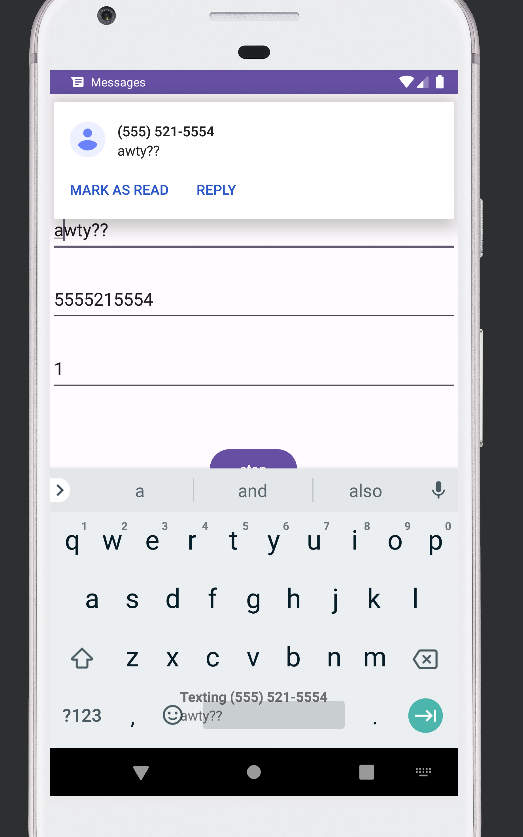 Messages
(555) 521-5554
awty??
MARK AS READ REPLY
awty??
5555215554
1
stop
a and also
1 2 3 4 5 6 7 8 9 0
q w e r t y u i o p
a s d f g h j k l
z x c v b n m
Texting (555) 521-5554
?123 , awty?? .